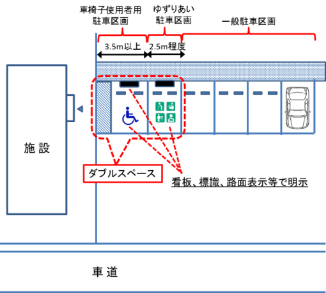 車椅子使用者用
駐車区画
ゆずりあい
駐車区画
一般駐車区画
3.5m以上
2.5m程度
施設
ダブルスペース
看板、標識、路面表示等で明示
車道